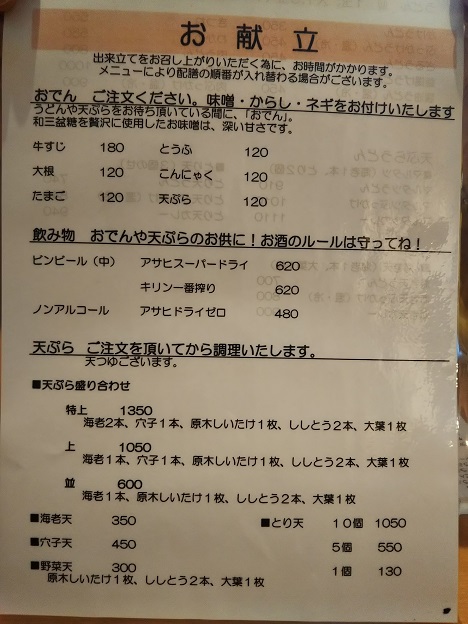 お献立
出来立てをお召し上がりいただく為に、お時間がかかります。
メニューにより配膳の順番が入れ替わる場合がございます。
おでん ご注文ください。味噌・からし・ネギをお付けいたします
うどんや天ぷらをお待ち頂いている間に、「おでん」。
和三盆糖を贅沢に使用したお味噌は、深い甘さです。
牛すじ 180 とうふ 120
大根 120 こんにゃく 120
たまご 120 天ぷら 120
飲み物 おでんや天ぷらのお供に!お酒のルールは守ってね!
ビンビール(中) アサヒスーパードライ 620
キリン一番搾り 620
ノンアルコール アサヒドライゼロ 480
天ぷら ご注文を頂いてから調理いたします。
天つゆございます。
■天ぷら盛り合わせ
特上 1350
海老2本、穴子1本、原木しいたけ1枚、ししとう2本、大葉1枚
上 1050
海老1本、穴子1本、原木しいたけ1枚、ししとう2本、大葉1枚
並 600
海老1本、原木しいたけ1枚、ししとう2本、大葉1枚
■海老天 350 ■とり天 10個 1050
■穴子天 450 5個 550
■野菜天 300 1個 130
原木しいたけ1枚、ししとう2本、大葉1枚